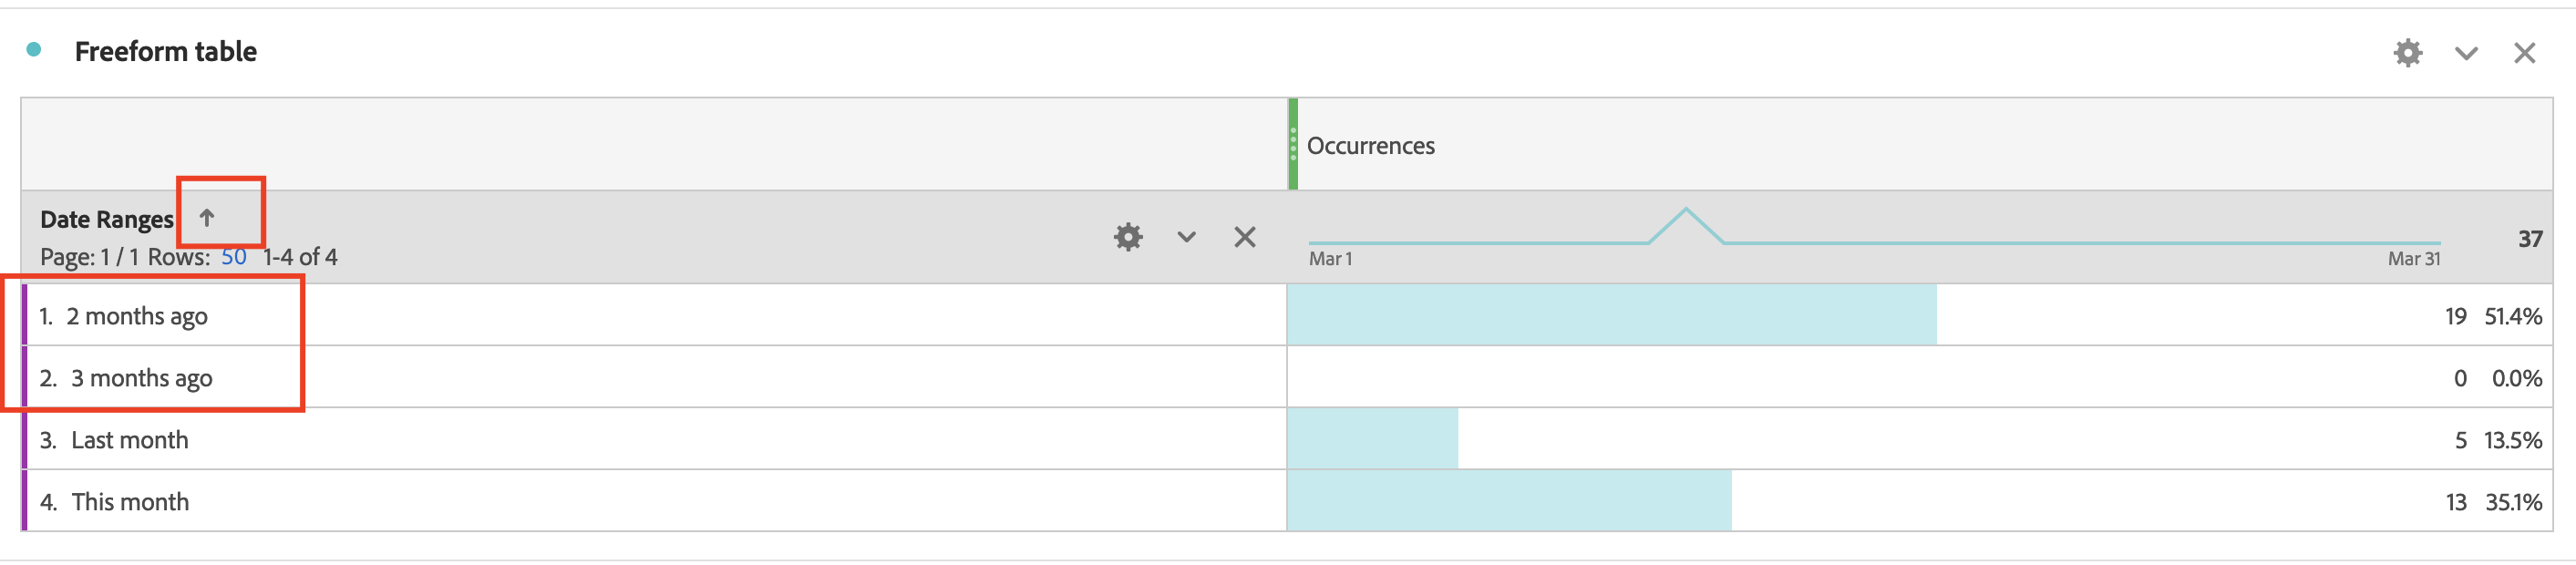 Freeform table
Occurrences
Date Ranges
Page: 1 / 1 Rows: 50 1-4 of 4
Mar 1
Mar 31
37
1. 2 months ago
19 51.4%
2. 3 months ago
0 0.0%
3. Last month
5 13.5%
4. This month
13 35.1%